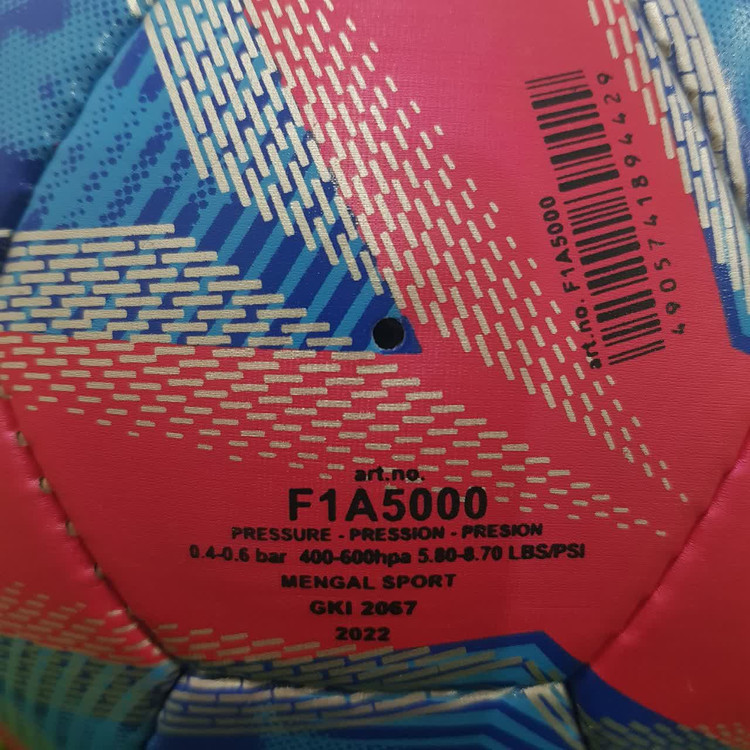 art.no. F1A5000
4905741894429
art.no.
F1A5000
PRESSURE - PRESSION - PRESION
0.4-0.6 bar 400-600hpa 5.80-8.70 LBS/PSI
MENGAL SPORT
GKI 2067
2022